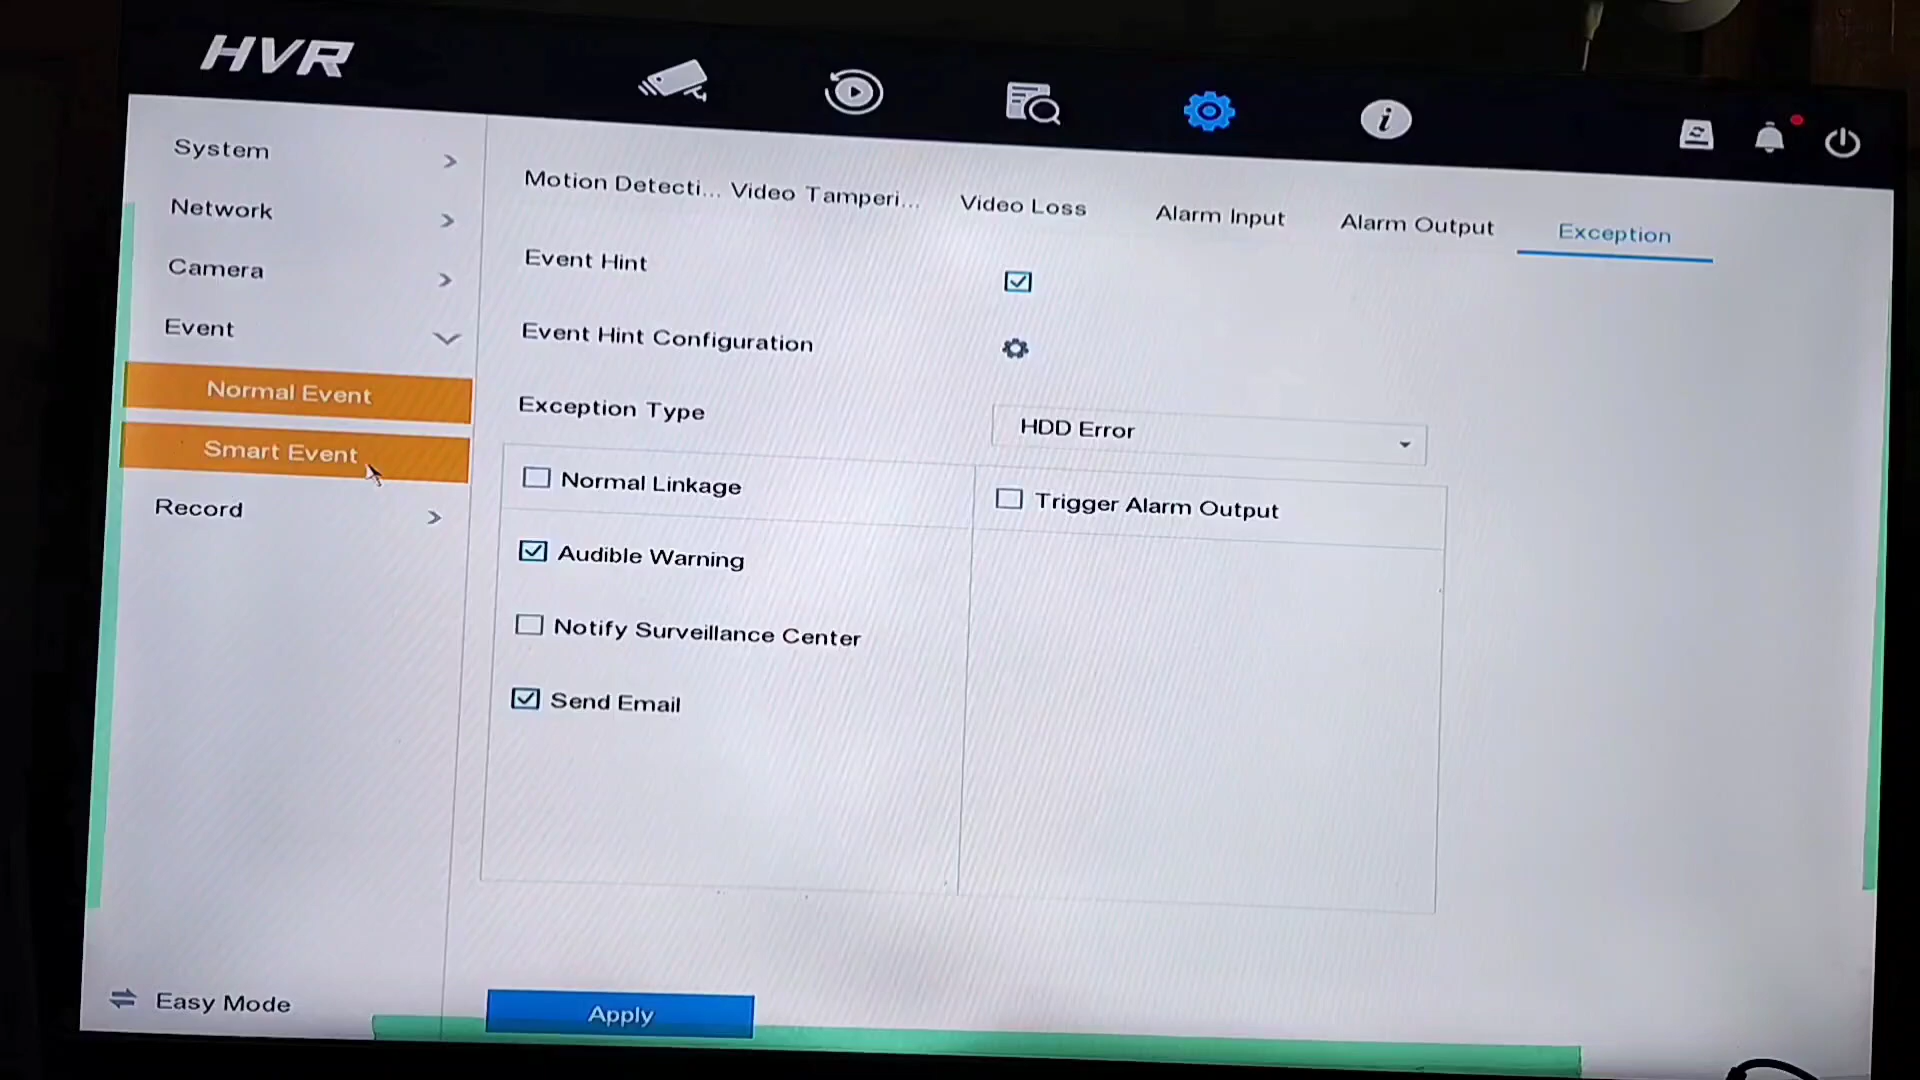 HVR
System
Network
Camera
Event
Normal Event
Smart Event
Record
Easy Mode
Motion Detecti... Video Tamperi... Video Loss Alarm Input Alarm Output Exception
Event Hint
Event Hint Configuration
Exception Type HDD Error
Normal Linkage Trigger Alarm Output
Audible Warning
Notify Surveillance Center
Send Email
Apply